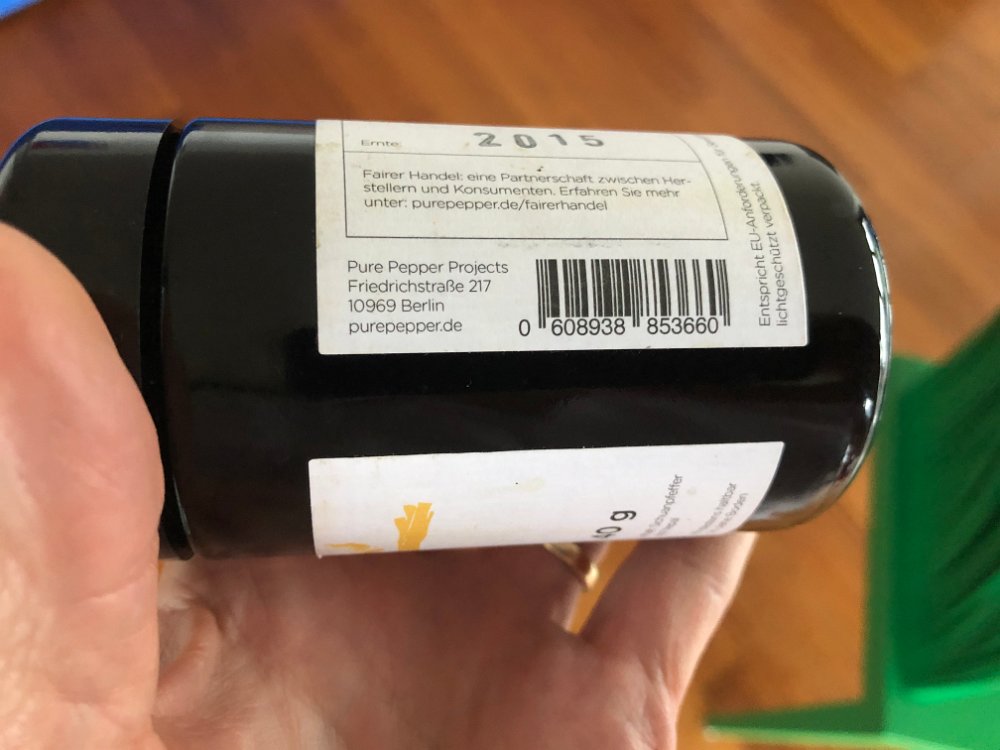 Ernte: 2015
Fairer Handel: eine Partnerschaft zwischen Her-
stellern und Konsumenten. Erfahren Sie mehr
unter: purepepper.de/fairerhandel
Pure Pepper Projects
Friedrichstraße 217
10969 Berlin
purepepper.de
0 608938 853660
Entspricht EU-Anforderungen,
lichtgeschützt verpackt
40 g